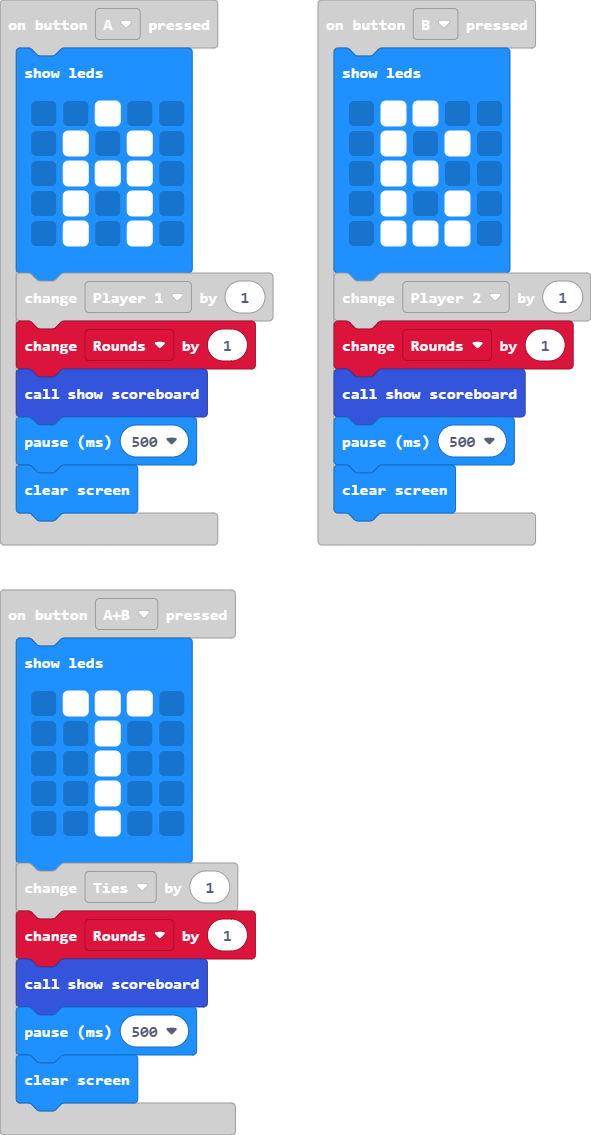 on button A pressed
show leds
change Player 1 by 1
change Rounds by 1
call show scoreboard
pause (ms) 500
clear screen
on button B pressed
show leds
change Player 2 by 1
change Rounds by 1
call show scoreboard
pause (ms) 500
clear screen
on button A+B pressed
show leds
change Ties by 1
change Rounds by 1
call show scoreboard
pause (ms) 500
clear screen